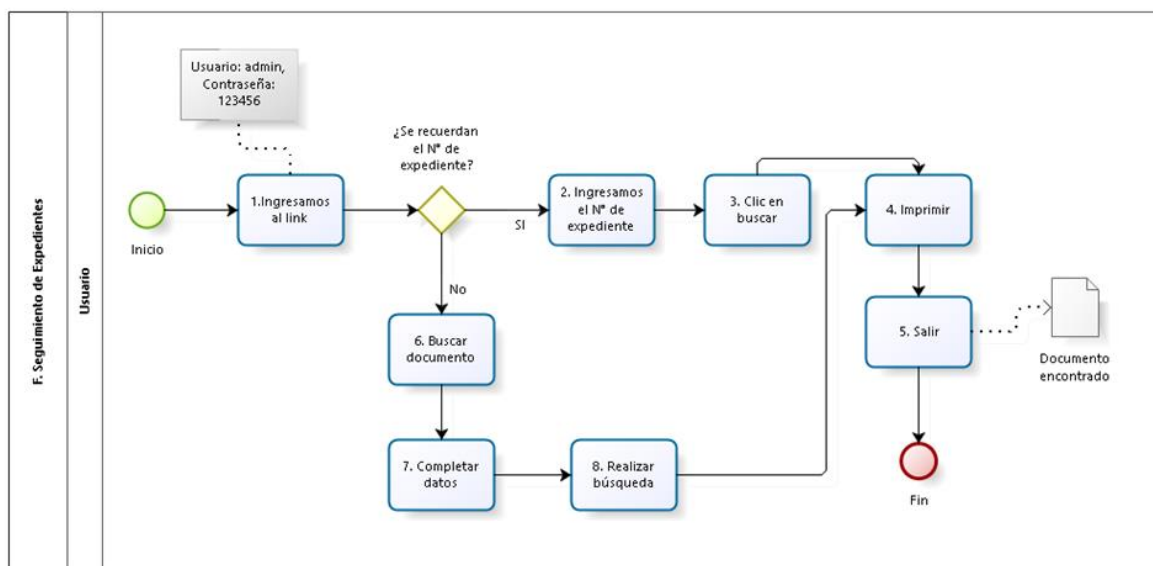 F. Seguimiento de Expedientes
Usuario
Usuario: admin,
Contraseña:
123456
¿Se recuerdan
el N° de
expediente?
Inicio
1.Ingresamos
al link
SI
2. Ingresamos
el N° de
expediente
3. Clic en
buscar
4. Imprimir
No
6. Buscar
documento
5. Salir
Documento
encontrado
7. Completar
datos
8. Realizar
búsqueda
Fin